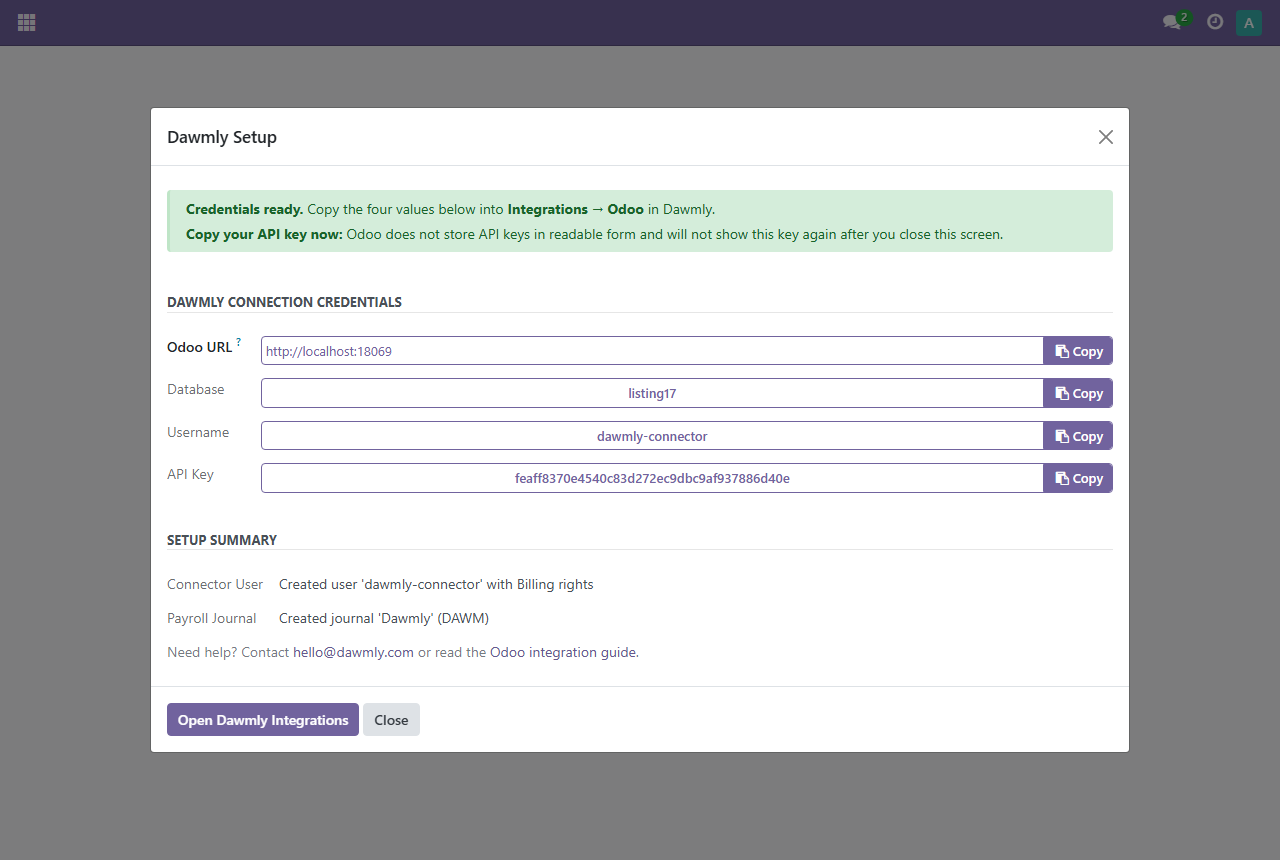 2
A
Dawmly Setup
Credentials ready. Copy the four values below into Integrations → Odoo in Dawmly.
Copy your API key now: Odoo does not store API keys in readable form and will not show this key again after you close this screen.
DAWMLY CONNECTION CREDENTIALS
Odoo URL ? http://localhost:18069 Copy
Database listing17 Copy
Username dawmly-connector Copy
API Key feaff8370e4540c83d272ec9dbc9af937886d40e Copy
SETUP SUMMARY
Connector User Created user 'dawmly-connector' with Billing rights
Payroll Journal Created journal 'Dawmly' (DAWM)
Need help? Contact hello@dawmly.com or read the Odoo integration guide.
Open Dawmly Integrations Close